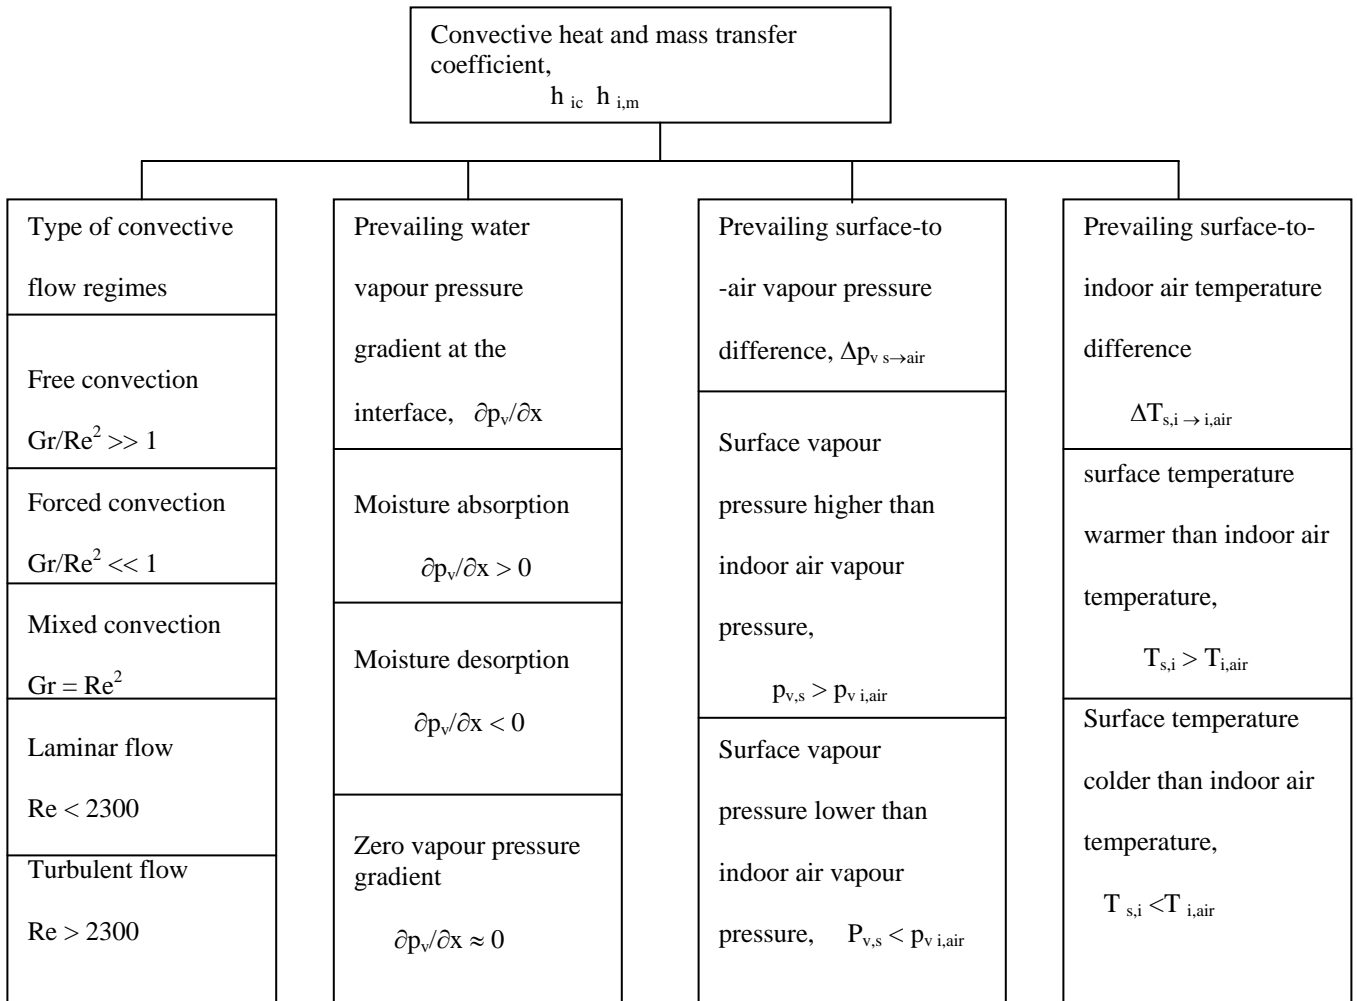 Convective heat and mass transfer
coefficient,
h ic h i,m
Type of convective
flow regimes
Free convection
Gr/Re² >> 1
Forced convection
Gr/Re² << 1
Mixed convection
Gr = Re²
Laminar flow
Re < 2300
Turbulent flow
Re > 2300
Prevailing water
vapour pressure
gradient at the
interface, ∂pv/∂x
Moisture absorption
∂pv/∂x > 0
Moisture desorption
∂pv/∂x < 0
Zero vapour pressure
gradient
∂pv/∂x ≈ 0
Prevailing surface-to
-air vapour pressure
difference, Δpv s→air
Surface vapour
pressure higher than
indoor air vapour
pressure,
pv,s > pv i,air
Surface vapour
pressure lower than
indoor air vapour
pressure, Pv,s < pv i,air
Prevailing surface-to-
indoor air temperature
difference
ΔTs,i → i,air
surface temperature
warmer than indoor air
temperature,
Ts,i > Ti,air
Surface temperature
colder than indoor air
temperature,
T s,i <T i,air